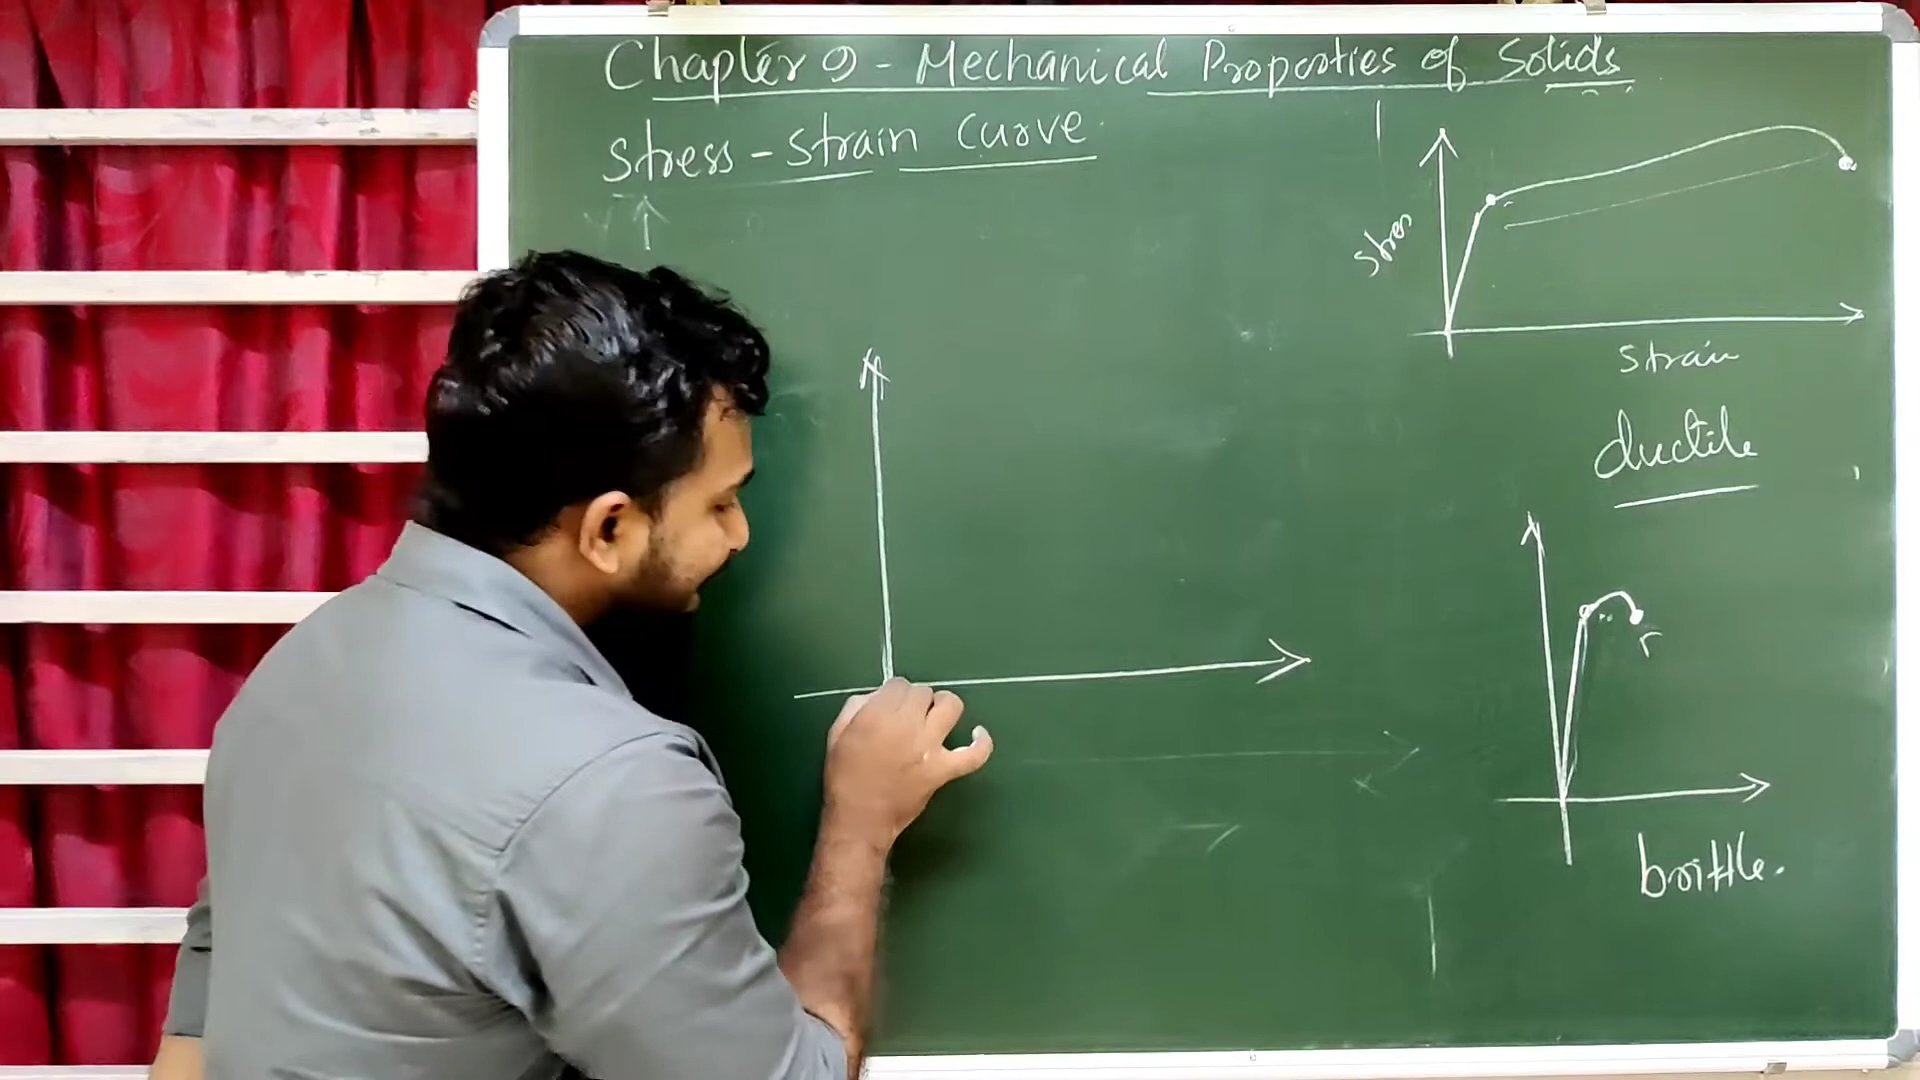 Chapter 9 - Mechanical Properties of Solids
Stress - Strain Curve
Stress
Strain
ductile
r
brittle.